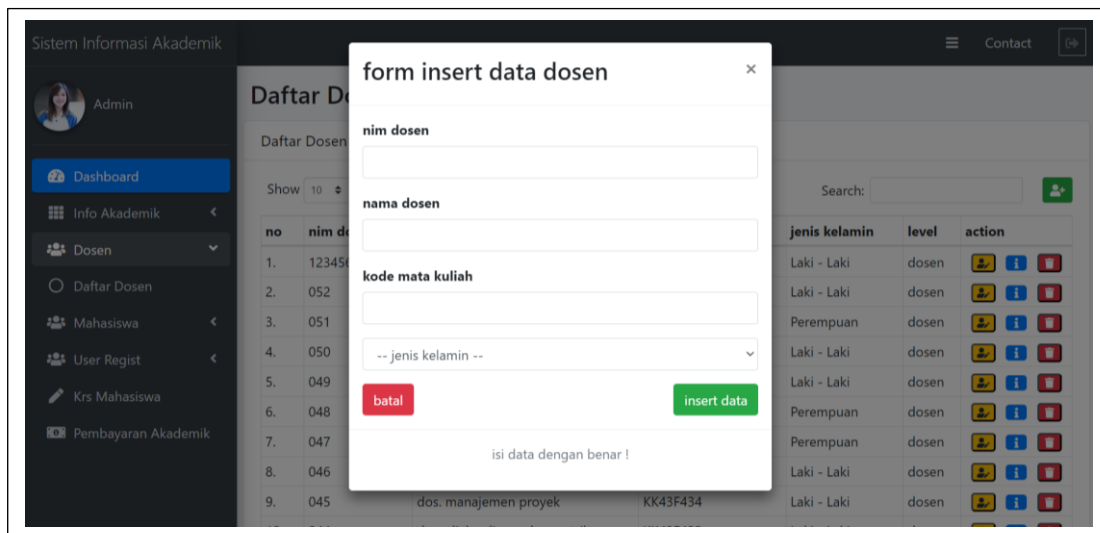 Sistem Informasi Akademik
Contact
Admin
Dashboard
Info Akademik
Dosen
Daftar Dosen
Mahasiswa
User Regist
Krs Mahasiswa
Pembayaran Akademik
Daftar D
Daftar Dosen
Show 10
Search:
no nim d jenis kelamin level action
1. 123456 Laki - Laki dosen
2. 052 Laki - Laki dosen
3. 051 Perempuan dosen
4. 050 Laki - Laki dosen
5. 049 Laki - Laki dosen
6. 048 Perempuan dosen
7. 047 Perempuan dosen
8. 046 Laki - Laki dosen
9. 045 dos. manajemen proyek KK43F434 Laki - Laki dosen
form insert data dosen ×
nim dosen
nama dosen
kode mata kuliah
-- jenis kelamin --
batal insert data
isi data dengan benar !